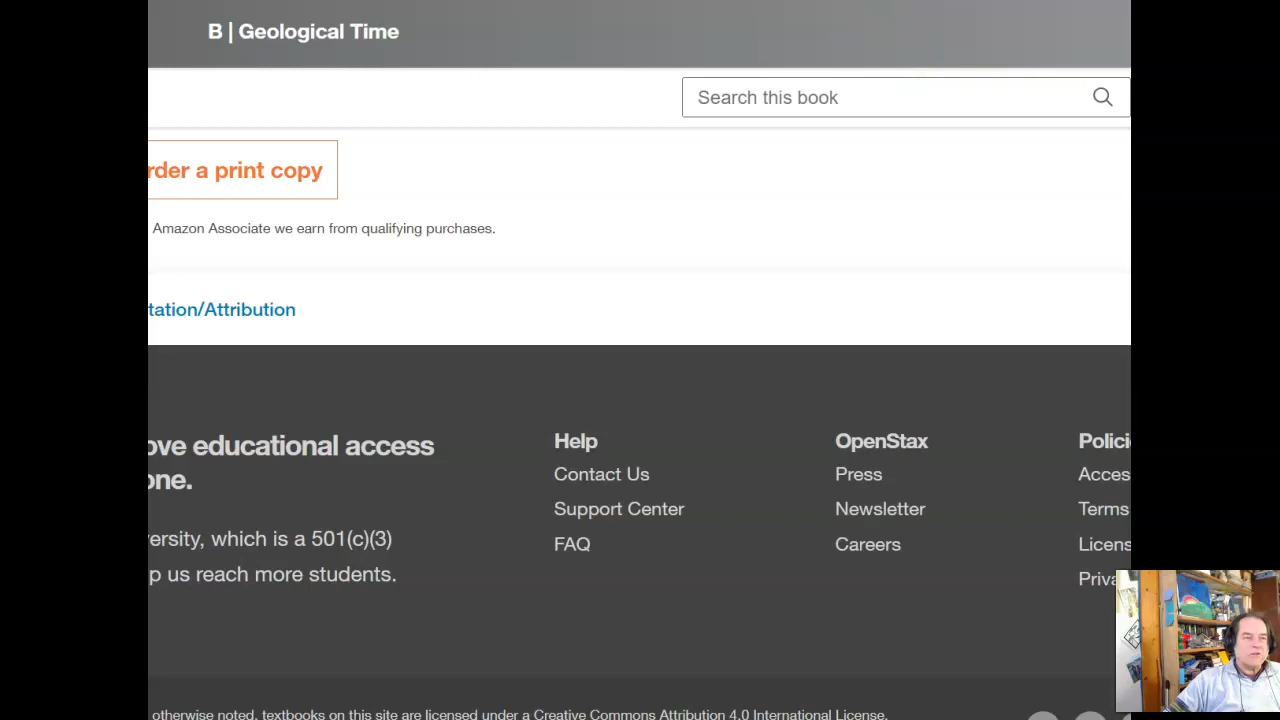 B | Geological Time
Search this book
rder a print copy
Amazon Associate we earn from qualifying purchases.
tation/Attribution
ove educational access
one.
ersity, which is a 501(c)(3)
p us reach more students.
Help
Contact Us
Support Center
FAQ
OpenStax
Press
Newsletter
Careers
Polici
Acces
Terms
Licens
Priva
otherwise noted, textbooks on this site are licensed under a Creative Commons Attribution 4.0 International License.